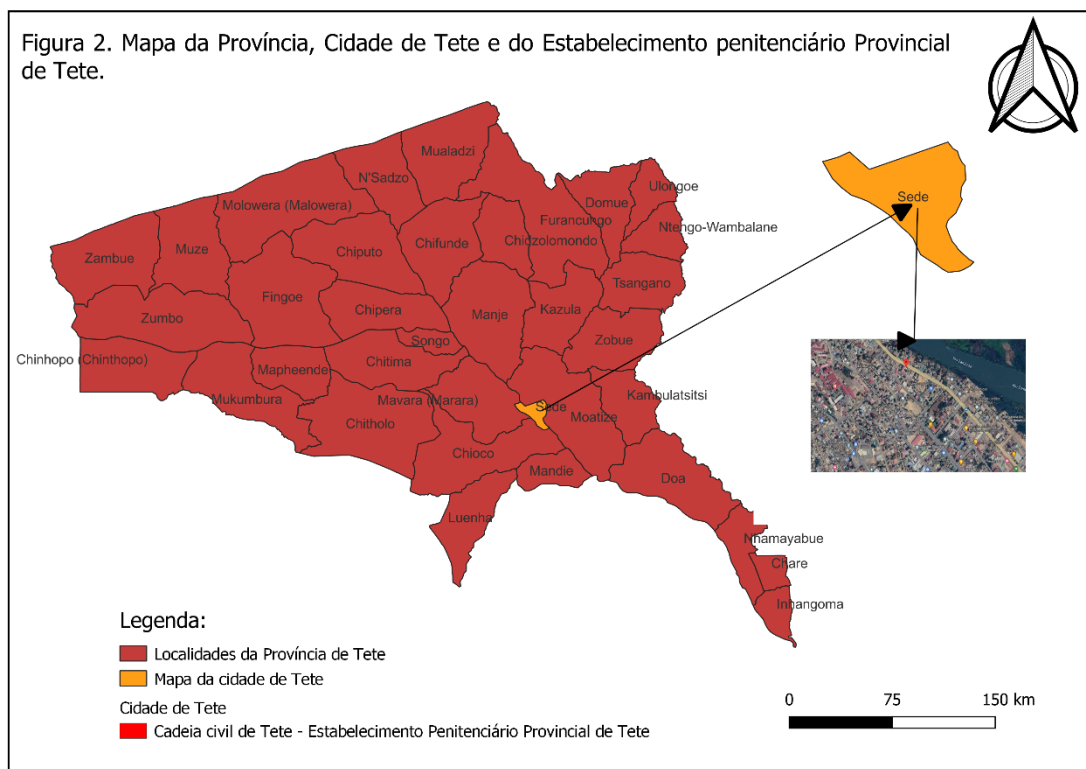 Figura 2. Mapa da Província, Cidade de Tete e do Estabelecimento penitenciário Provincial
de Tete.
Mualadzi
N'Sadzo
Ulongoe
Domue
Molowera (Malowera)
Furancungo
Ntengo-Wambalane
Muze
Chiputo
Chifunde
Chidzolomondo
Zambue
Tsangano
Fingoe
Chipera
Manje
Kazula
Zumbo
Songo
Zobue
Chinhopo (Chinthopo)
Mapheende
Chitima
Mukumbura
Mavara (Marara)
Sede
Kambulatsitsi
Chitholo
Moatize
Chioco
Mandie
Doa
Luenha
Nhamayabue
Chare
Inhangoma
Sede
Legenda:
Localidades da Província de Tete
Mapa da cidade de Tete
Cidade de Tete
Cadeia civil de Tete - Estabelecimento Penitenciário Provincial de Tete
0 75 150 km